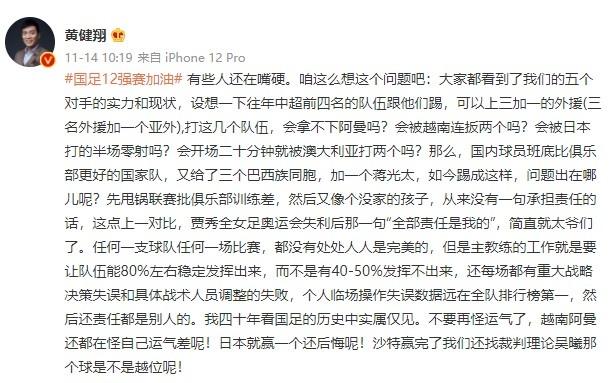 黄健翔
11-14 10:19 来自 iPhone 12 Pro
#国足12强赛加油# 有些人还在嘴硬。咱这么想这个问题吧：大家都看到了我们的五个
对手的实力和现状，设想一下往年中超前四名的队伍跟他们踢，可以上三加一的外援(三
名外援加一个亚外),打这几个队伍，会拿不下阿曼吗？会被越南连扳两个吗？会被日本
打的半场零射吗？会开场二十分钟就被澳大利亚打两个吗？那么，国内球员班底比俱乐
部更好的国家队，又给了三个巴西族同胞，加一个蒋光太，如今踢成这样，问题出在哪
儿呢？先甩锅联赛批俱乐部训练差，然后又像个没家的孩子，从来没有一句承担责任的
话，这点上一对比，贾秀全女足奥运会失利后那一句“全部责任是我的”，简直就太爷们
了。任何一支球队任何一场比赛，都没有处处人人是完美的，但是主教练的工作就是要
让队伍能80%左右稳定发挥出来，而不是有40-50%发挥不出来，还每场都有重大战略
决策失误和具体战术人员调整的失败，个人临场操作失误数据远在全队排行榜第一，然
后还责任都是别人的。我四十年看国足的历史中实属仅见。不要再怪运气了，越南阿曼
还都在怪自己运气差呢！日本就赢一个还后悔呢！沙特赢完了我们还找裁判理论吴曦那
个球是不是越位呢！